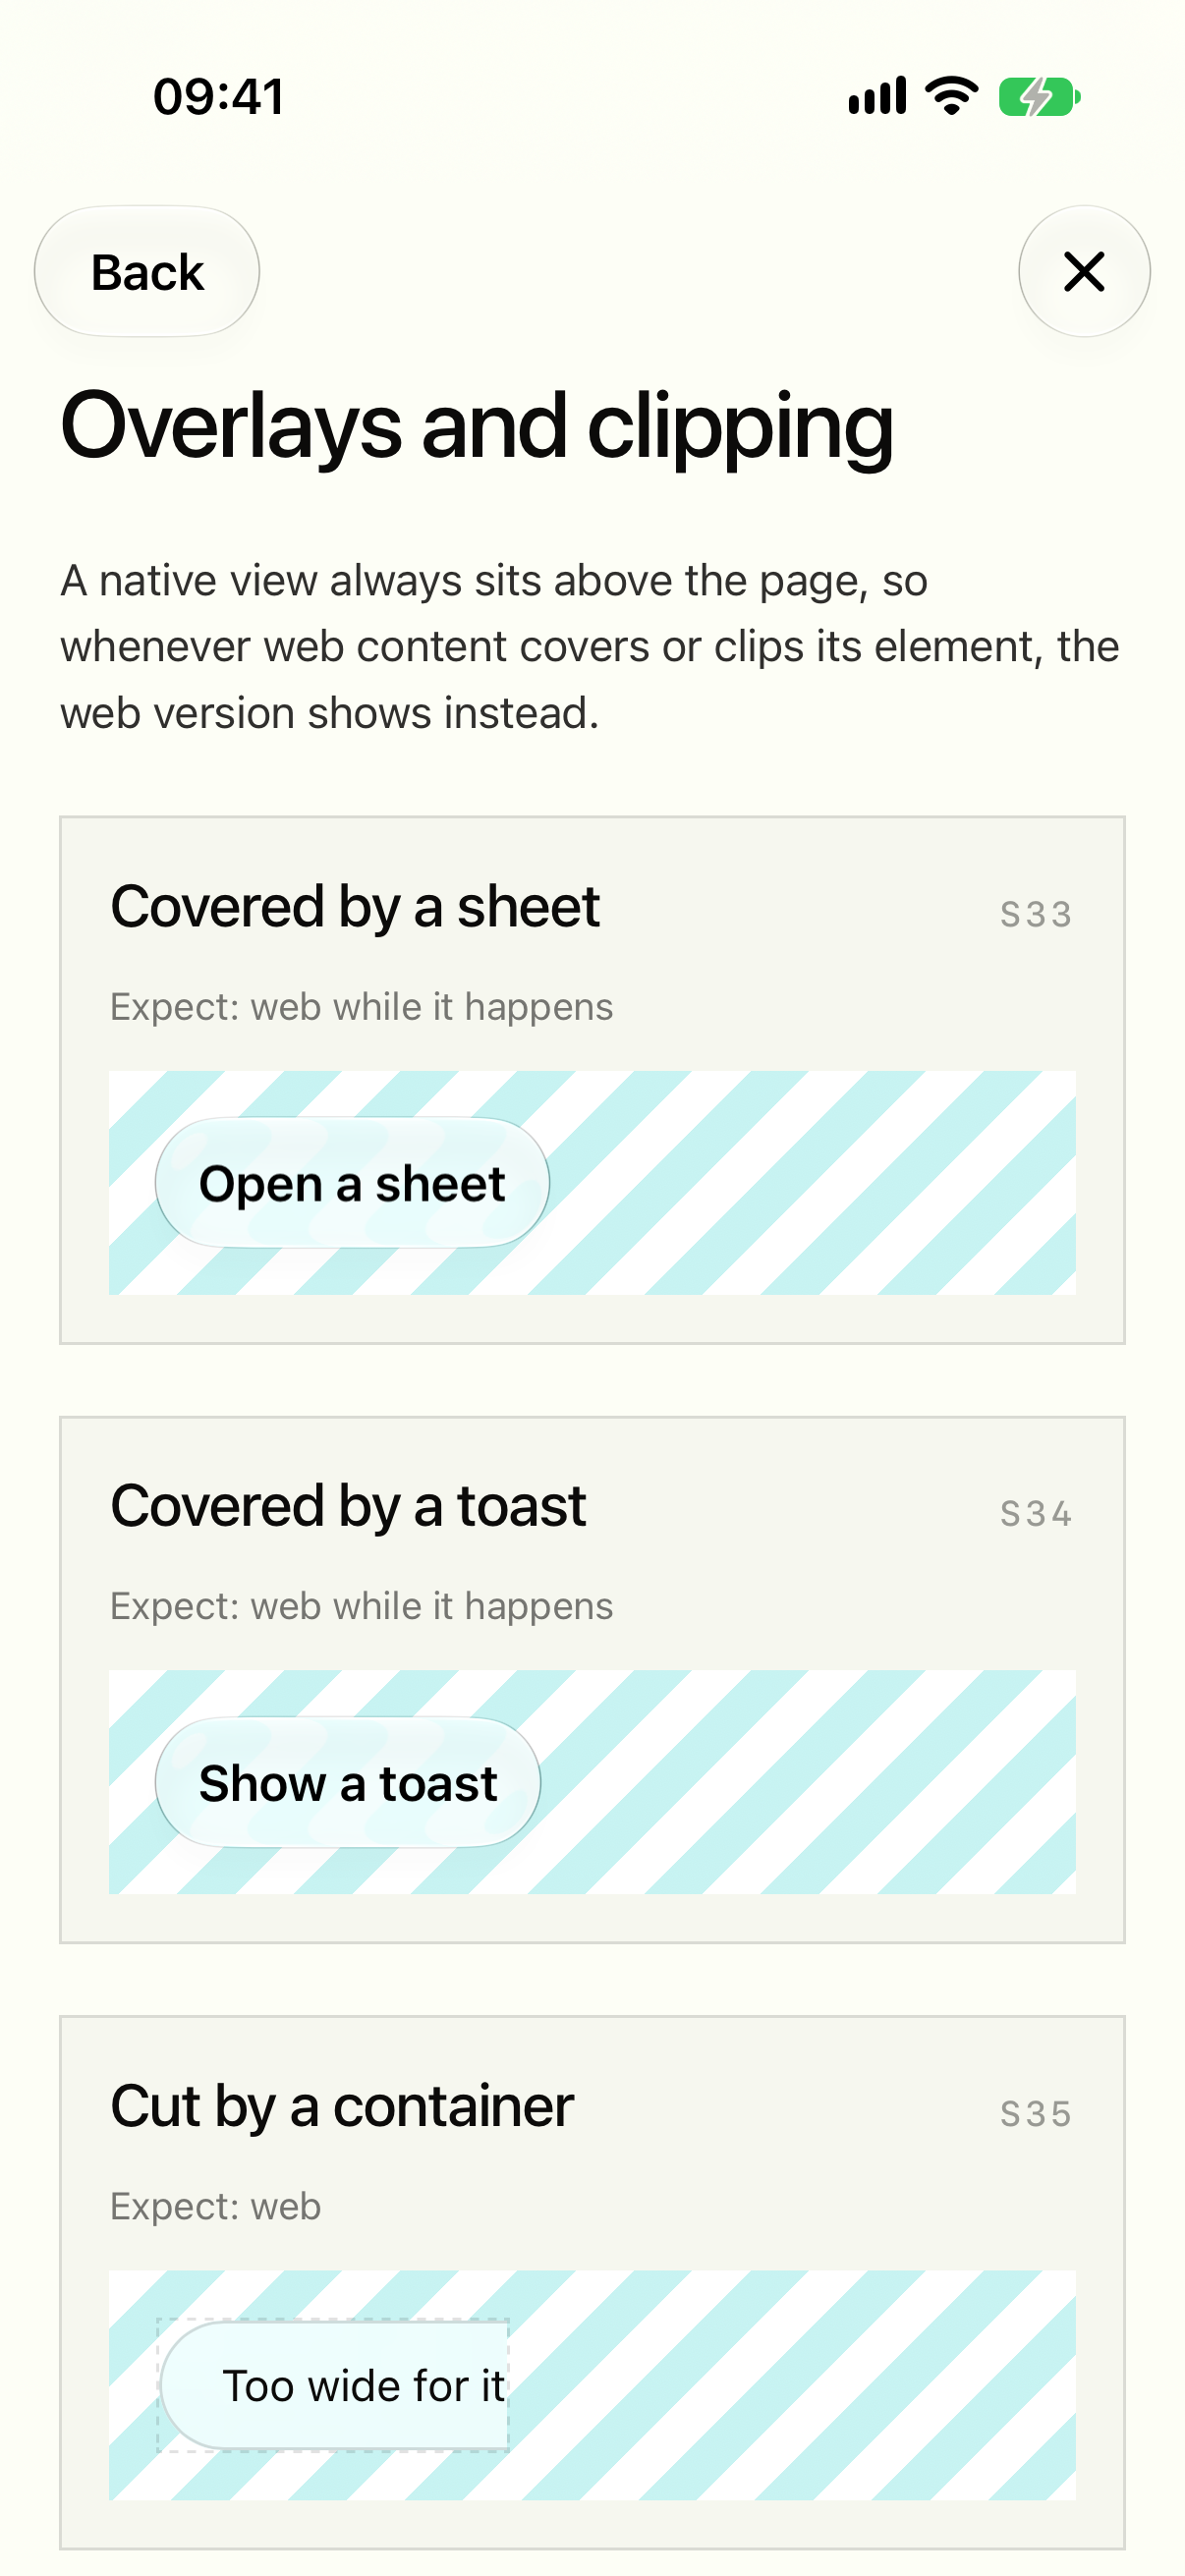 09:41
Back
Overlays and clipping
A native view always sits above the page, so
whenever web content covers or clips its element, the
web version shows instead.
Covered by a sheet
S33
Expect: web while it happens
Open a sheet
Covered by a toast
S34
Expect: web while it happens
Show a toast
Cut by a container
S35
Expect: web
Too wide for it